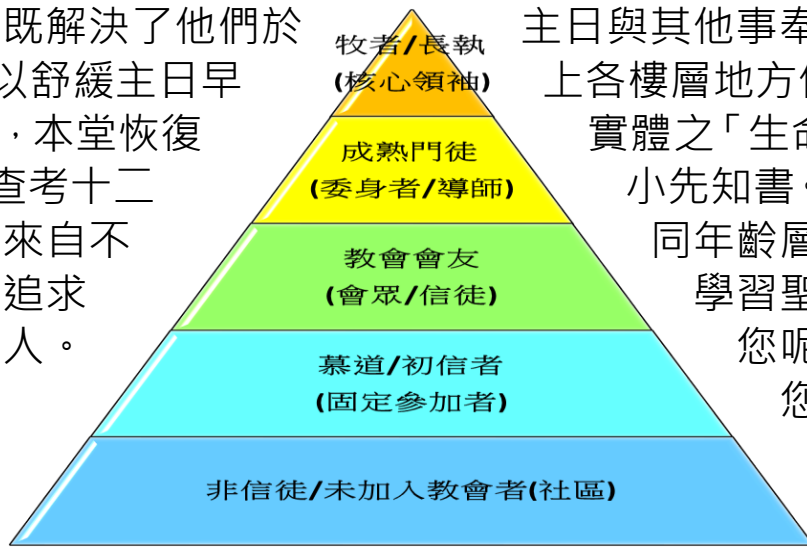 既解決了他們於 主日與其他事奉
以舒緩主日早 上各樓層地方
，本堂恢復 實體之「生命
查考十二 小先知書。
來自不 同年齡層
追求 學習聖
人。 您呢
您
牧者/長執
(核心領袖)
成熟門徒
(委身者/導師)
教會會友
(會眾/信徒)
慕道/初信者
(固定參加者)
非信徒/未加入教會者(社區)